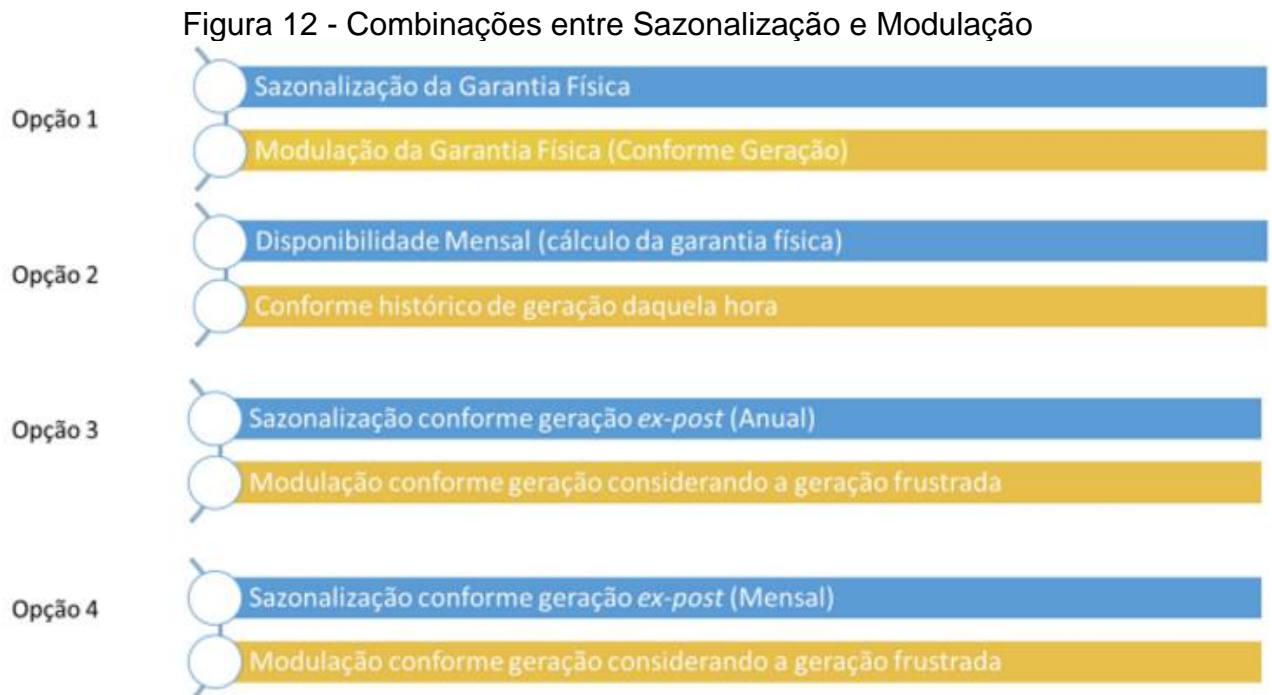 Figura 12 - Combinações entre Sazonalização e Modulação
Opção 1
Sazonalização da Garantia Física
Modulação da Garantia Física (Conforme Geração)
Opção 2
Disponibilidade Mensal (cálculo da garantia física)
Conforme histórico de geração daquela hora
Opção 3
Sazonalização conforme geração ex-post (Anual)
Modulação conforme geração considerando a geração frustrada
Opção 4
Sazonalização conforme geração ex-post (Mensal)
Modulação conforme geração considerando a geração frustrada